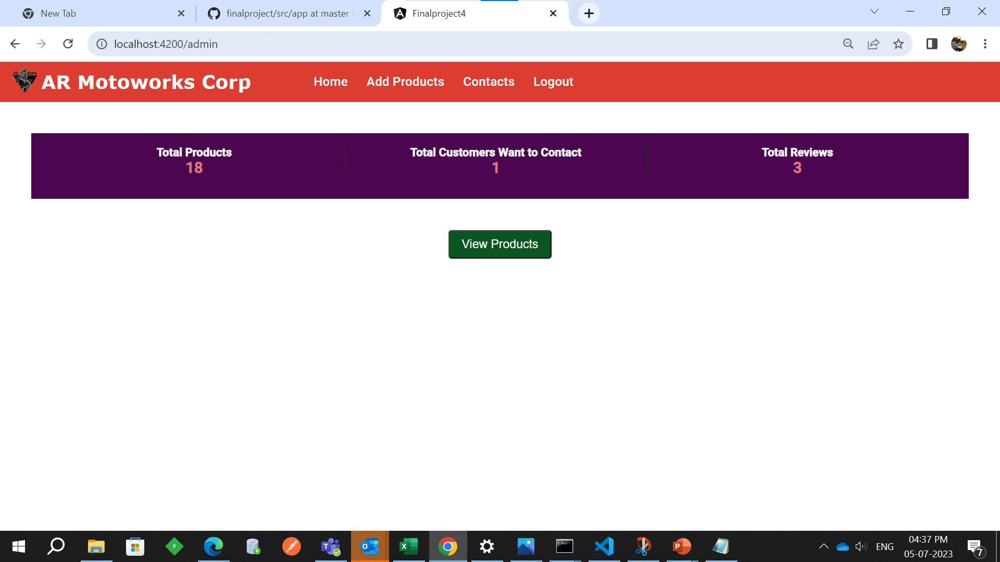 New Tab
finalproject/src/app at master ·
Finalproject4
localhost:4200/admin
AR Motoworks Corp
Home Add Products Contacts Logout
Total Products
18
Total Customers Want to Contact
1
Total Reviews
3
View Products
ENG
04:37 PM
05-07-2023
7